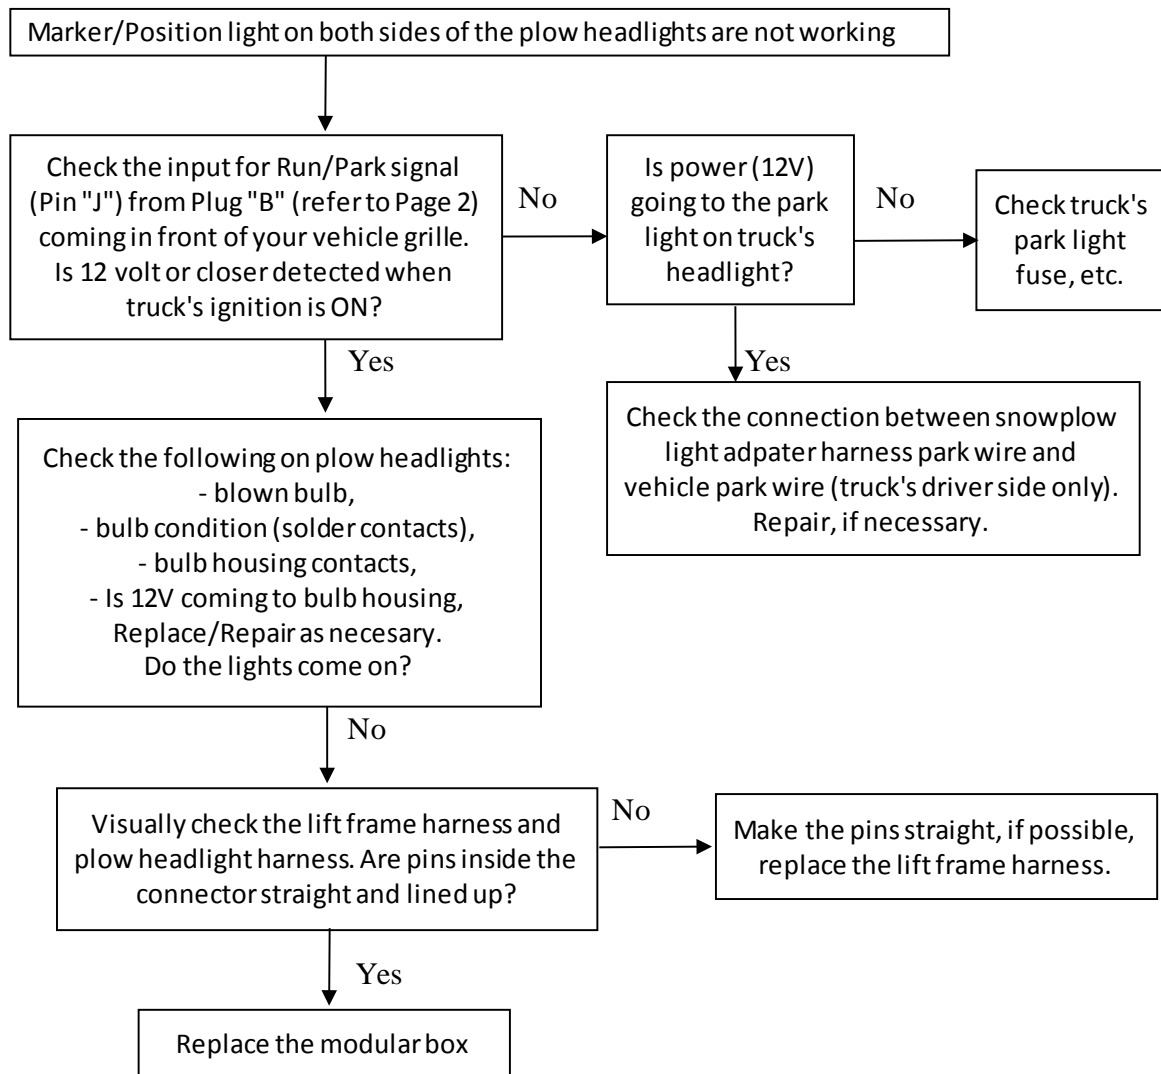 Marker/Position light on both sides of the plow headlights are not working
Check the input for Run/Park signal
(Pin "J") from Plug "B" (refer to Page 2)
coming in front of your vehicle grille.
Is 12 volt or closer detected when
truck's ignition is ON?
No
Is power (12V)
going to the park
light on truck's
headlight?
No
Check truck's
park light
fuse, etc.
Yes
Yes
Check the connection between snowplow
light adpater harness park wire and
vehicle park wire (truck's driver side only).
Repair, if necessary.
Check the following on plow headlights:
- blown bulb,
- bulb condition (solder contacts),
- bulb housing contacts,
- Is 12V coming to bulb housing,
Replace/Repair as necesary.
Do the lights come on?
No
Visually check the lift frame harness and
plow headlight harness. Are pins inside the
connector straight and lined up?
No
Make the pins straight, if possible,
replace the lift frame harness.
Yes
Replace the modular box